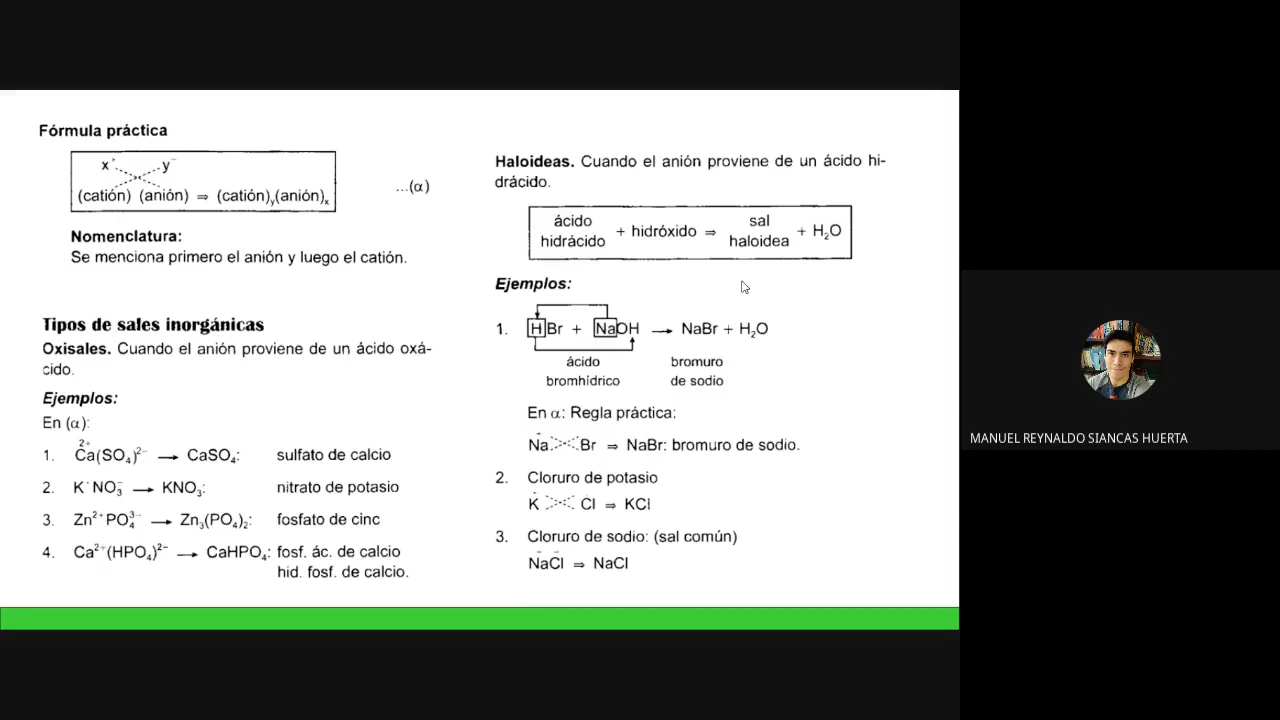 Fórmula práctica
x⁺ y⁻
(catión) (anión) ⇒ (catión)ᵧ(anión)ₓ
...(α)
Nomenclatura:
Se menciona primero el anión y luego el catión.
Tipos de sales inorgánicas
Oxisales. Cuando el anión proviene de un ácido oxá-
cido.
Ejemplos:
En (α):
1. Ca²⁺(SO₄)²⁻ → CaSO₄: sulfato de calcio
2. K⁺NO₃⁻ → KNO₃: nitrato de potasio
3. Zn²⁺PO₄³⁻ → Zn₃(PO₄)₂: fosfato de cinc
4. Ca²⁺(HPO₄)²⁻ → CaHPO₄: fosf. ác. de calcio
hid. fosf. de calcio.
Haloideas. Cuando el anión proviene de un ácido hi-
drácido.
ácido hidrácido + hidróxido ⇒ sal haloidea + H₂O
Ejemplos:
1. HBr + NaOH → NaBr + H₂O
ácido bromuro
bromhídrico de sodio
En α: Regla práctica:
Na Br ⇒ NaBr: bromuro de sodio.
2. Cloruro de potasio
K Cl ⇒ KCl
3. Cloruro de sodio: (sal común)
NaCl ⇒ NaCl
MANUEL REYNALDO SIANCAS HUERTA